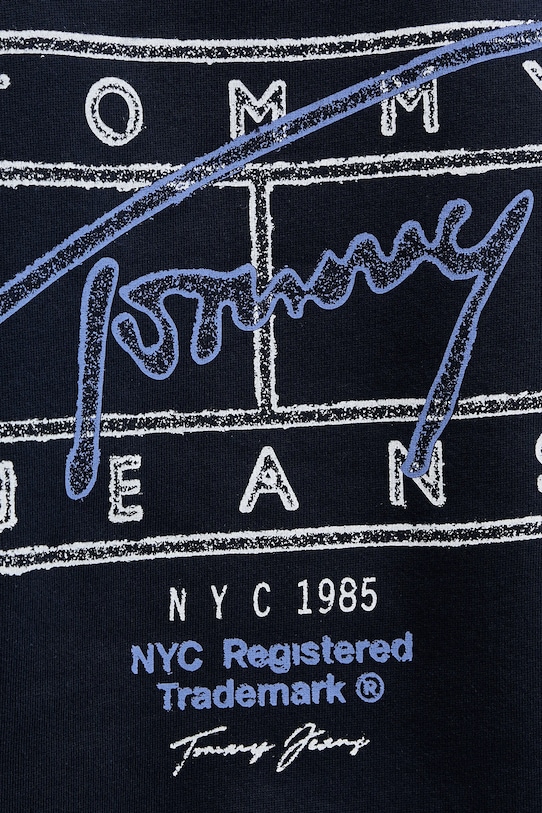 TOMMY
Tommy
JEANS
NYC 1985
NYC Registered
Trademark ®
Tommy Jeans